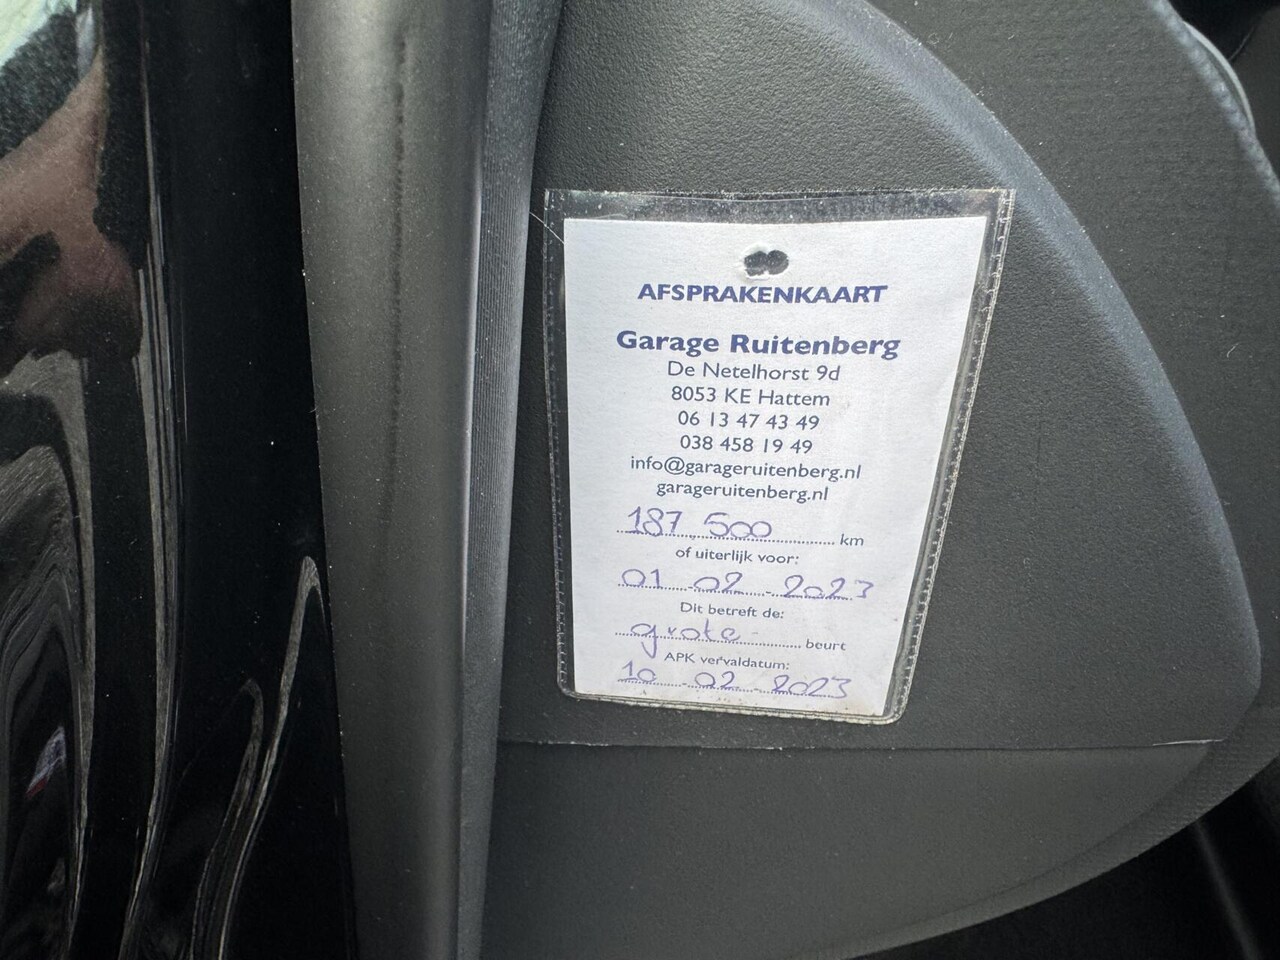 AFSPRAKENKAART
Garage Ruitenberg
De Netelhorst 9d
8053 KE Hattem
06 13 47 43 49
038 458 19 49
info@garageruitenberg.nl
garageruitenberg.nl
187.500 km
of uiterlijk voor:
01-02-2023
Dit betreft de:
grote beurt
APK vervaldatum:
10-02-2023